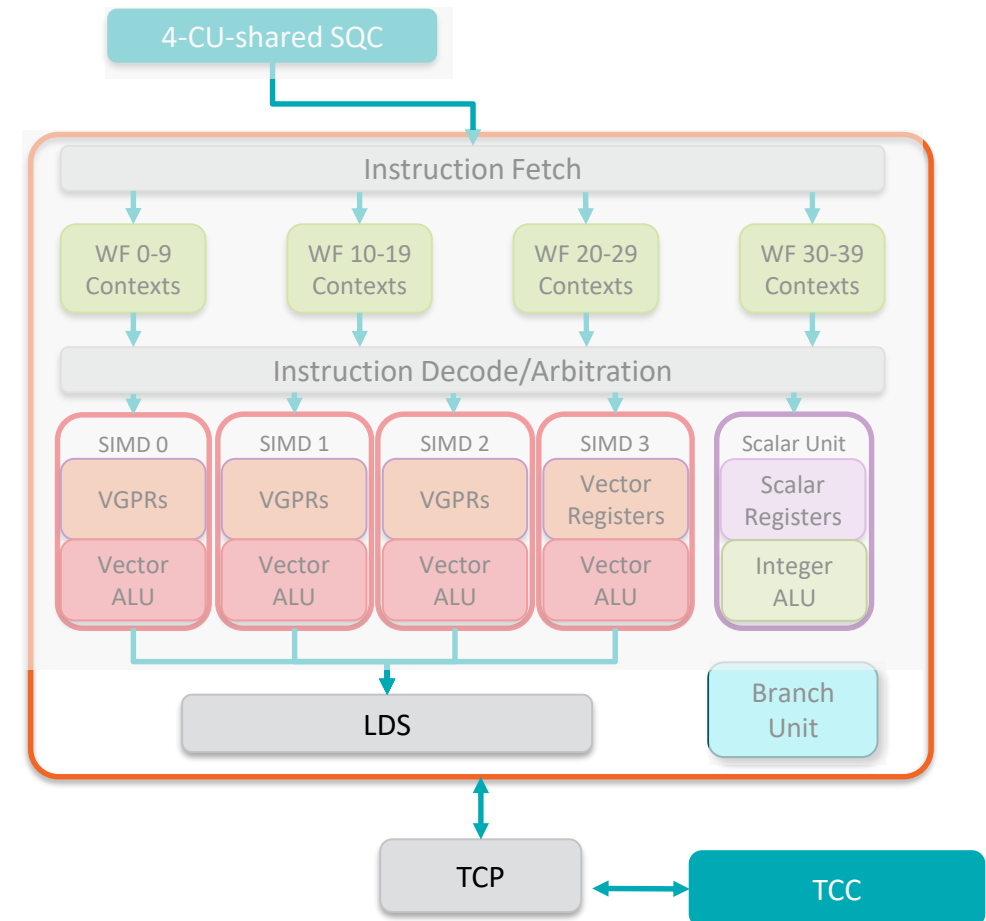 4-CU-shared SQC
Instruction Fetch
WF 0-9
Contexts
WF 10-19
Contexts
WF 20-29
Contexts
WF 30-39
Contexts
Instruction Decode/Arbitration
SIMD 0
VGPRs
Vector
ALU
SIMD 1
VGPRs
Vector
ALU
SIMD 2
VGPRs
Vector
ALU
SIMD 3
Vector
Registers
Vector
ALU
Scalar Unit
Scalar
Registers
Integer
ALU
LDS
Branch
Unit
TCP
TCC